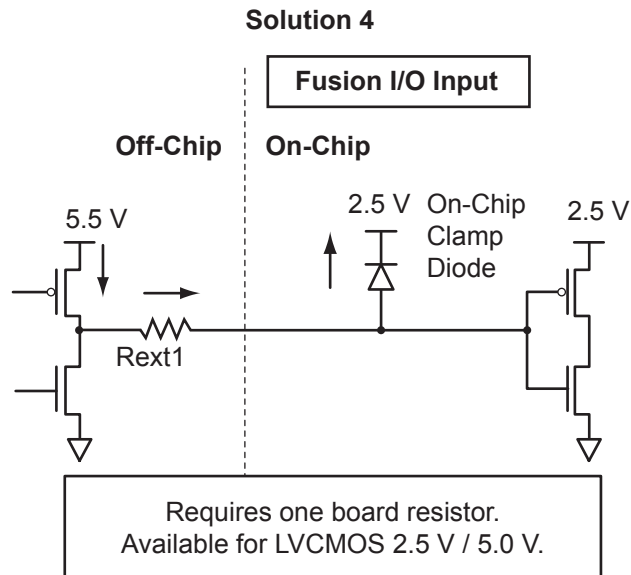 Solution 4
Fusion I/O Input
Off-Chip
On-Chip
5.5 V
2.5 V
On-Chip
Clamp
Diode
2.5 V
Rext1
Requires one board resistor.
Available for LVCMOS 2.5 V / 5.0 V.